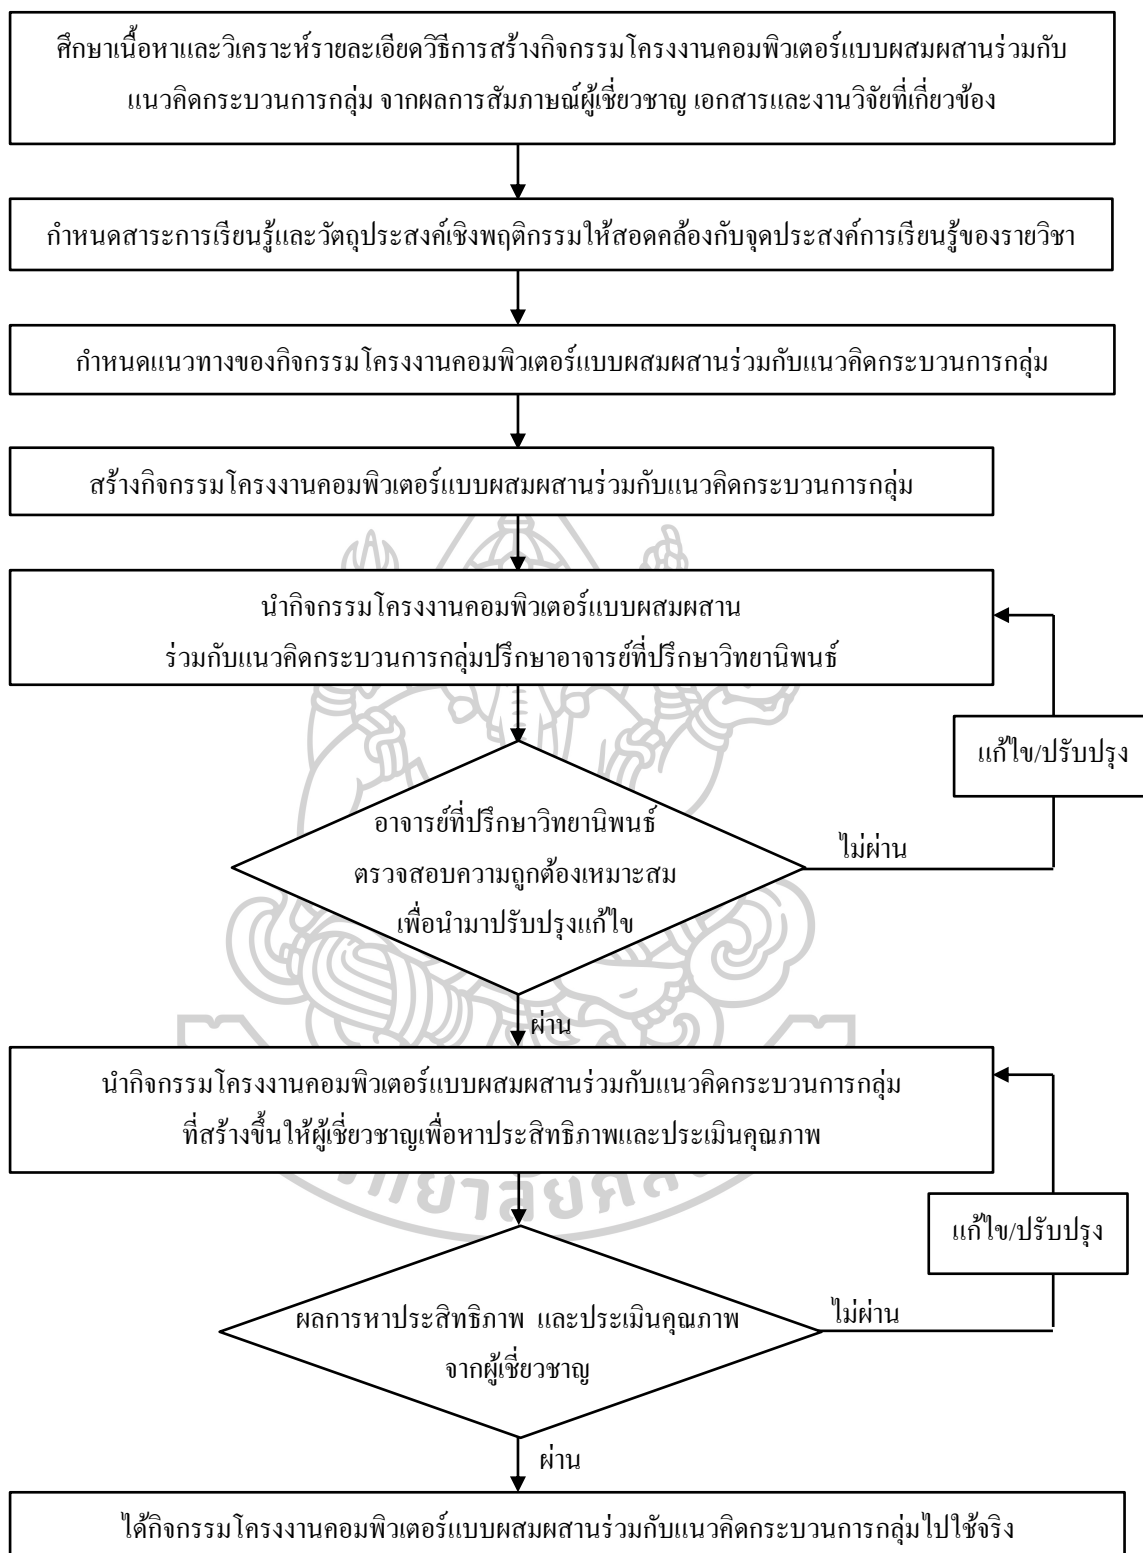 ศึกษาเนื้อหาและวิเคราะห์รายละเอียดวิธีการสร้างกิจกรรมโครงงานคอมพิวเตอร์แบบผสมผสานร่วมกับ
แนวคิดกระบวนการกลุ่ม จากผลการสัมภาษณ์ผู้เชี่ยวชาญ เอกสารและงานวิจัยที่เกี่ยวข้อง
กำหนดสาระการเรียนรู้และวัตถุประสงค์เชิงพฤติกรรมให้สอดคล้องกับจุดประสงค์การเรียนรู้ของรายวิชา
กำหนดแนวทางของกิจกรรมโครงงานคอมพิวเตอร์แบบผสมผสานร่วมกับแนวคิดกระบวนการกลุ่ม
สร้างกิจกรรมโครงงานคอมพิวเตอร์แบบผสมผสานร่วมกับแนวคิดกระบวนการกลุ่ม
นำกิจกรรมโครงงานคอมพิวเตอร์แบบผสมผสาน
ร่วมกับแนวคิดกระบวนการกลุ่มปรึกษาอาจารย์ที่ปรึกษาวิทยานิพนธ์
แก้ไข/ปรับปรุง
อาจารย์ที่ปรึกษาวิทยานิพนธ์
ตรวจสอบความถูกต้องเหมาะสม
เพื่อนำมาปรับปรุงแก้ไข
ไม่ผ่าน
ผ่าน
นำกิจกรรมโครงงานคอมพิวเตอร์แบบผสมผสานร่วมกับแนวคิดกระบวนการกลุ่ม
ที่สร้างขึ้นให้ผู้เชี่ยวชาญเพื่อหาประสิทธิภาพและประเมินคุณภาพ
แก้ไข/ปรับปรุง
ผลการหาประสิทธิภาพ และประเมินคุณภาพ
จากผู้เชี่ยวชาญ
ไม่ผ่าน
ผ่าน
ได้กิจกรรมโครงงานคอมพิวเตอร์แบบผสมผสานร่วมกับแนวคิดกระบวนการกลุ่มไปใช้จริง